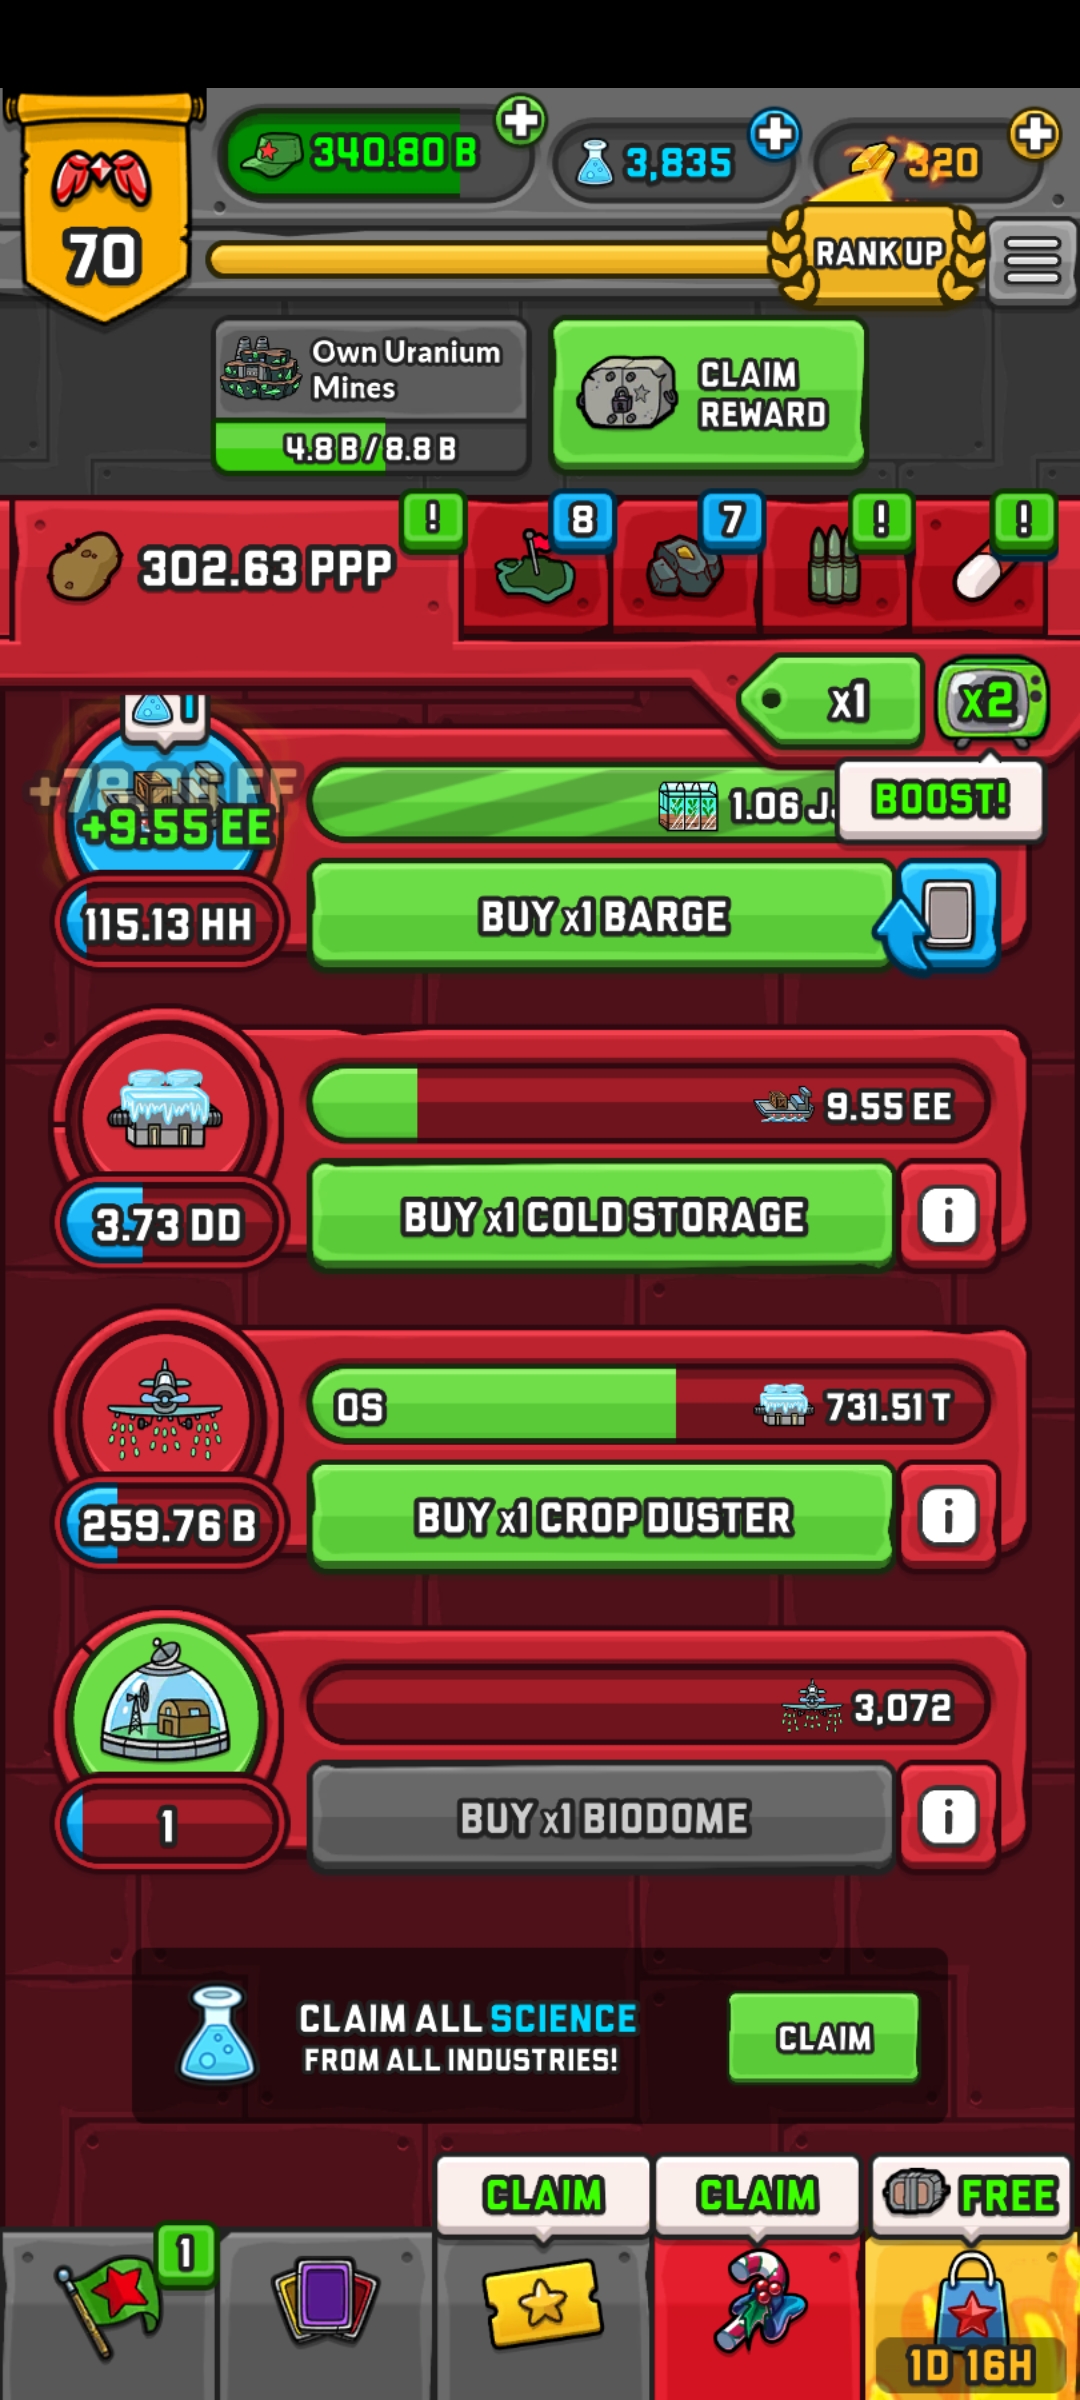 340.80 B
3,835
320
70
RANK UP
Own Uranium
Mines
4.8 B / 8.8 B
CLAIM
REWARD
!
8
7
!
!
302.63 PPP
x1
x2
BOOST!
1
+9.55 EE
1.06 J
115.13 HH
BUY x1 BARGE
9.55 EE
3.73 DD
BUY x1 COLD STORAGE
i
0S
731.51 T
259.76 B
BUY x1 CROP DUSTER
i
3,072
1
BUY x1 BIODOME
i
CLAIM ALL SCIENCE
FROM ALL INDUSTRIES!
CLAIM
CLAIM
CLAIM
FREE
1
1D 16H